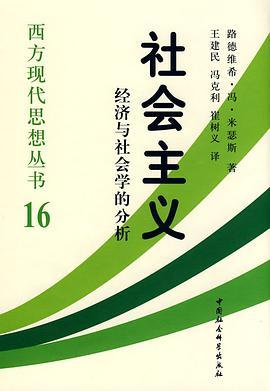 路德维希·冯·米瑟斯 著
王建民 冯克利 崔树义 译
社会主义
经济与社会学的分析
西方现代思想丛书
16
中国社会科学出版社